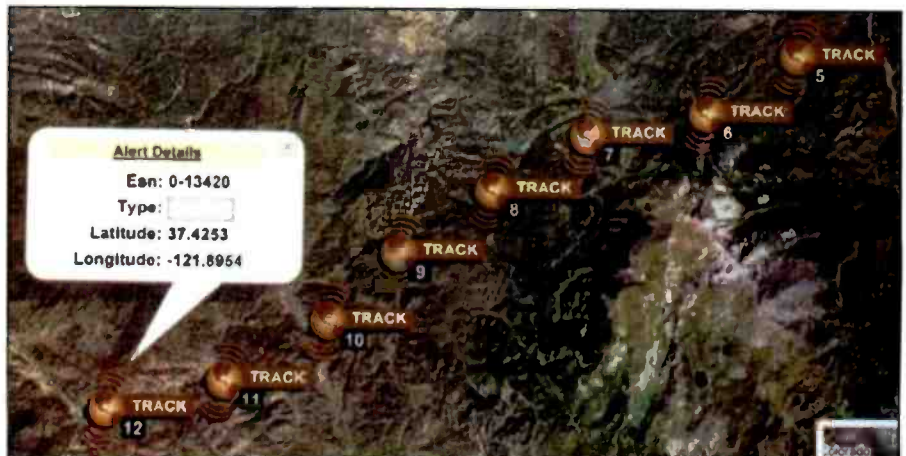 TRACK
5
TRACK
6
TRACK
7
TRACK
8
TRACK
9
TRACK
10
TRACK
11
TRACK
12
Alert Details
Esn: 0-13420
Type:
Latitude: 37.4253
Longitude: -121.8954